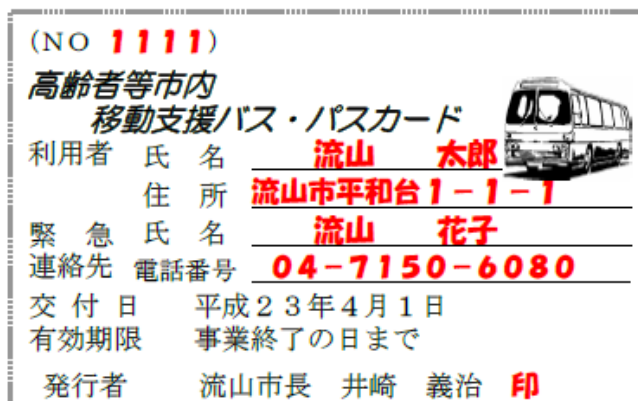 (NO 1111)
高齢者等市内
移動支援バス・パスカード
利用者 氏 名 流山 太郎
住 所 流山市平和台1-1-1
緊 急 氏 名 流山 花子
連絡先 電話番号 04-7150-6080
交 付 日 平成23年4月1日
有効期限 事業終了の日まで
発行者 流山市長 井崎 義治 印